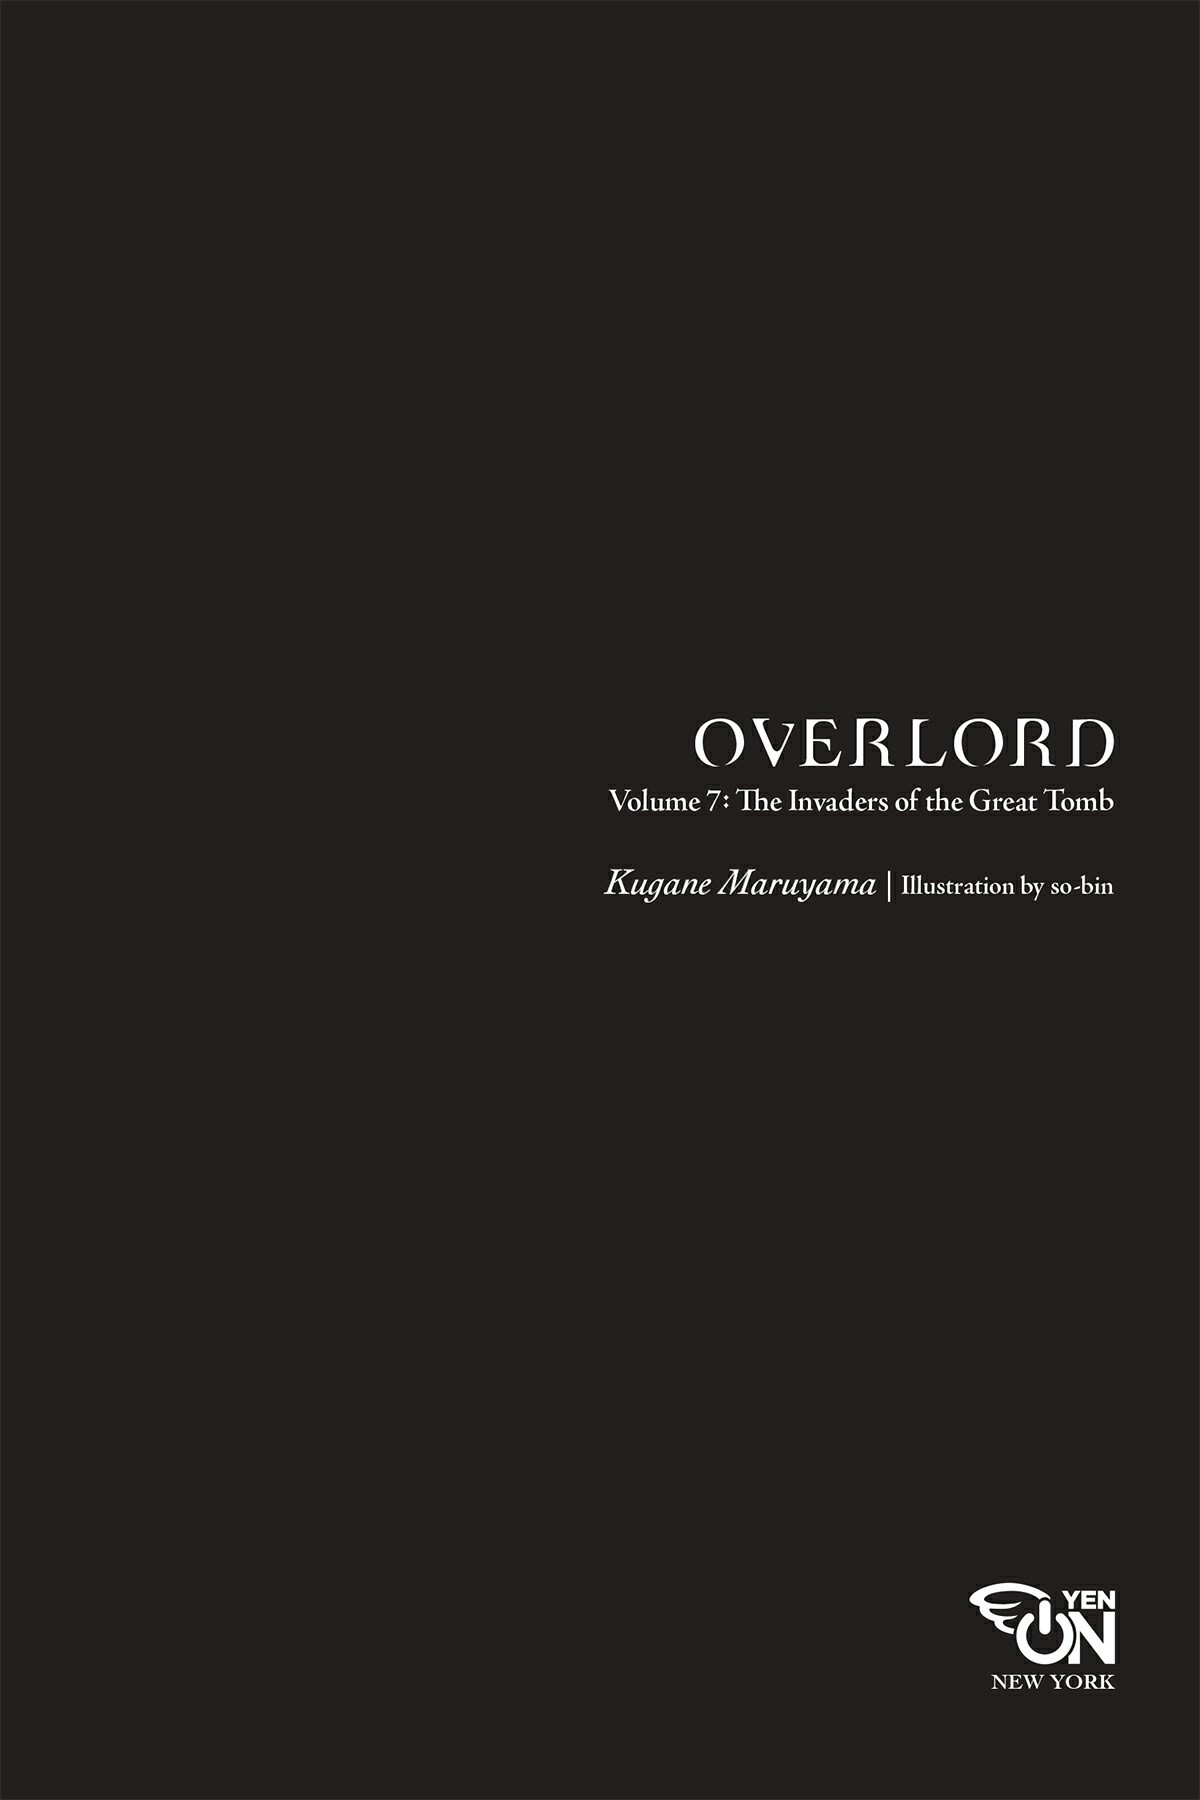 OVERLORD
Volume 7: The Invaders of the Great Tomb
Kugane Maruyama | Illustration by so-bin
YEN
ON
NEW YORK